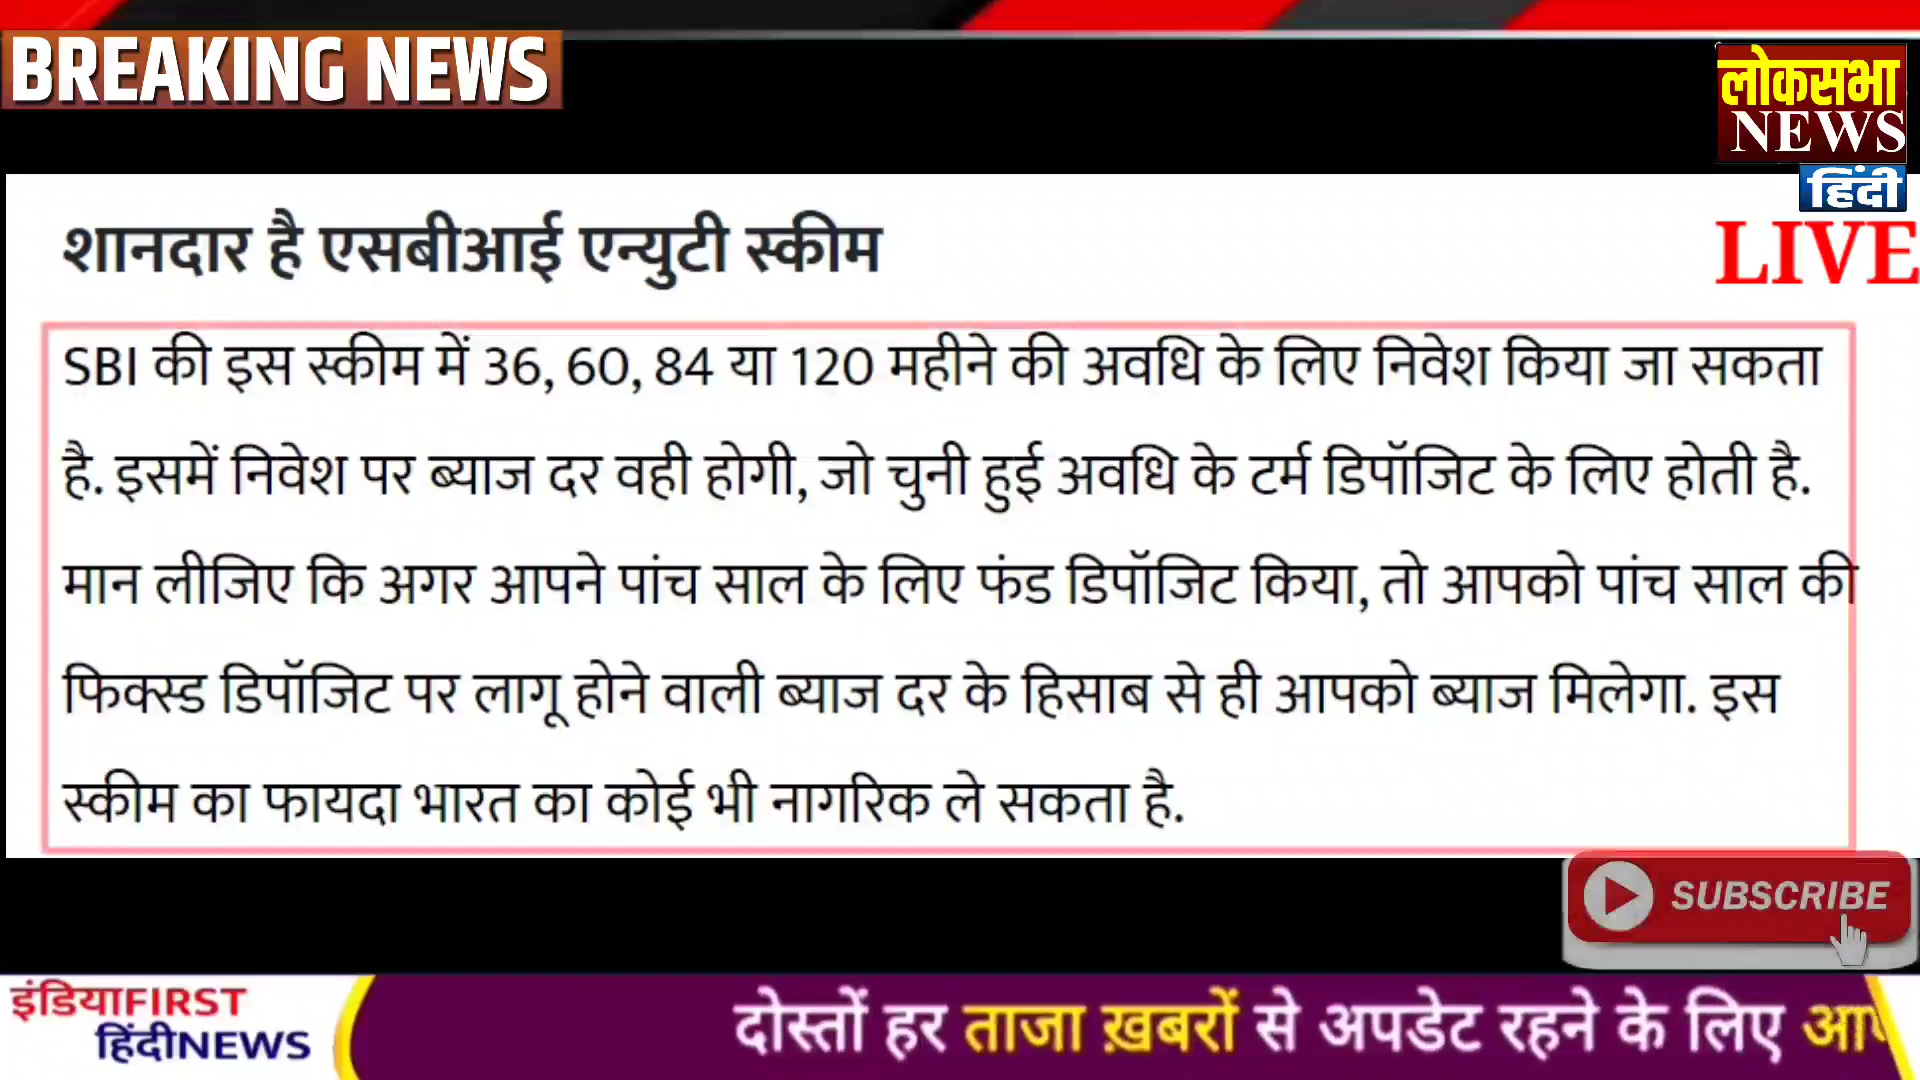 BREAKING NEWS
लोकसभा
NEWS
हिंदी
LIVE
शानदार है एसबीआई एन्युटी स्कीम
SBI की इस स्कीम में 36, 60, 84 या 120 महीने की अवधि के लिए निवेश किया जा सकता
है. इसमें निवेश पर ब्याज दर वही होगी, जो चुनी हुई अवधि के टर्म डिपॉजिट के लिए होती है.
मान लीजिए कि अगर आपने पांच साल के लिए फंड डिपॉजिट किया, तो आपको पांच साल की
फिक्स्ड डिपॉजिट पर लागू होने वाली ब्याज दर के हिसाब से ही आपको ब्याज मिलेगा. इस
स्कीम का फायदा भारत का कोई भी नागरिक ले सकता है.
SUBSCRIBE
इंडियाFIRST
हिंदीNEWS
दोस्तों हर ताजा ख़बरों से अपडेट रहने के लिए